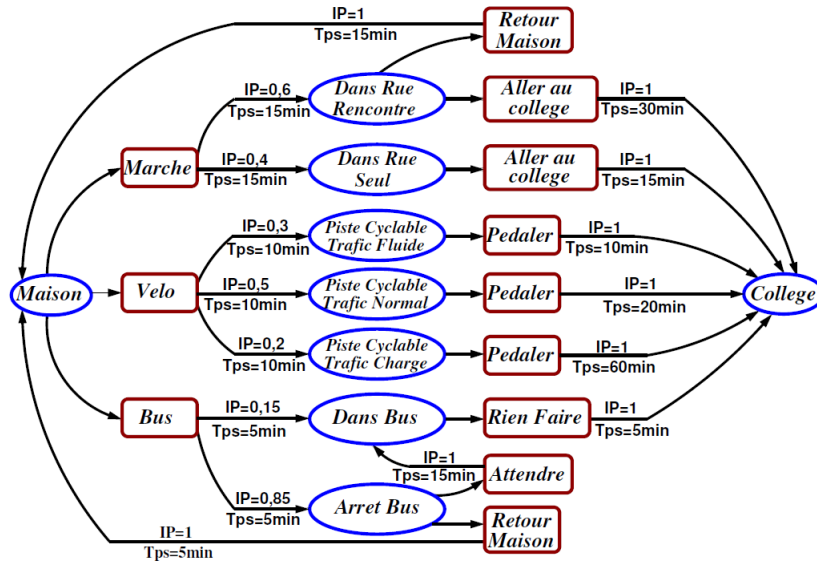 IP=1
Tps=15min
Retour
Maison
IP=0,6
Tps=15min
Dans Rue
Rencontre
Aller au
college
IP=1
Tps=30min
Marche
IP=0,4
Tps=15min
Dans Rue
Seul
Aller au
college
IP=1
Tps=15min
IP=0,3
Tps=10min
Piste Cyclable
Trafic Fluide
Pedaler
IP=1
Tps=10min
Maison
Velo
IP=0,5
Tps=10min
Piste Cyclable
Trafic Normal
Pedaler
IP=1
Tps=20min
College
IP=0,2
Tps=10min
Piste Cyclable
Trafic Charge
Pedaler
IP=1
Tps=60min
Bus
IP=0,15
Tps=5min
Dans Bus
Rien Faire
IP=1
Tps=5min
IP=1
Tps=15min
Attendre
IP=0,85
Tps=5min
Arret Bus
Retour
Maison
IP=1
Tps=5min